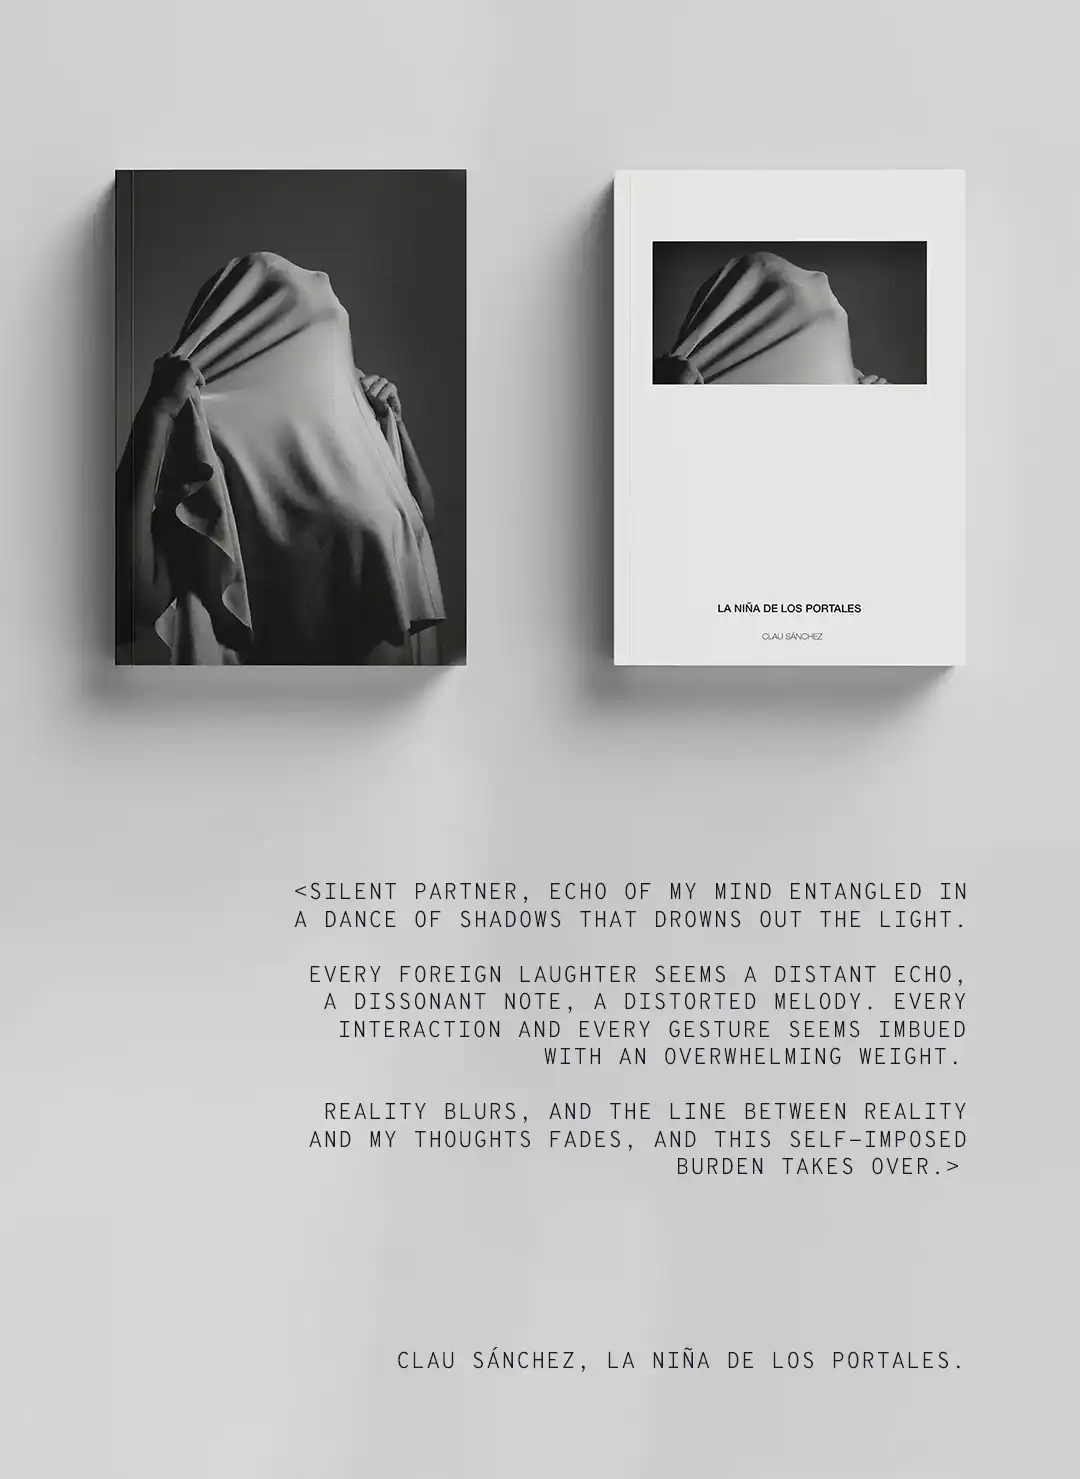 LA NIÑA DE LOS PORTALES
CLAU SÁNCHEZ
<SILENT PARTNER, ECHO OF MY MIND ENTANGLED IN
A DANCE OF SHADOWS THAT DROWNS OUT THE LIGHT.
EVERY FOREIGN LAUGHTER SEEMS A DISTANT ECHO,
A DISSONANT NOTE, A DISTORTED MELODY. EVERY
INTERACTION AND EVERY GESTURE SEEMS IMBUED
WITH AN OVERWHELMING WEIGHT.
REALITY BLURS, AND THE LINE BETWEEN REALITY
AND MY THOUGHTS FADES, AND THIS SELF-IMPOSED
BURDEN TAKES OVER.>
CLAU SÁNCHEZ, LA NIÑA DE LOS PORTALES.